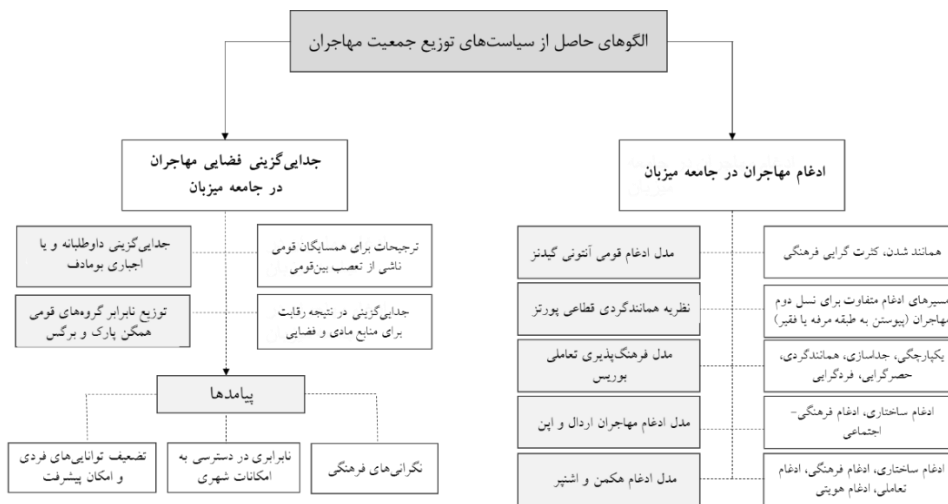 الگوهای حاصل از سیاست‌های توزیع جمعیت مهاجران
ادغام مهاجران در جامعه میزبان
همانند شدن، کثرت گرایی فرهنگی
مدل ادغام قومی آنتونی گیدنز
مسیرهای ادغام متفاوت برای نسل دوم
مهاجران (پیوستن به طبقه مرفه یا فقیر)
نظریه همانندگردی قطاعی پورتز
یکپارچگی، جداسازی، همانندگردی،
حصرگرایی، فردگرایی
مدل فرهنگ‌پذیری تعاملی
بوریس
ادغام ساختاری، ادغام فرهنگی-
اجتماعی
مدل ادغام مهاجران اردال و اپن
ادغام ساختاری، ادغام فرهنگی، ادغام
تعاملی، ادغام هویتی
مدل ادغام هکمن و اشنپر
جدایی‌گزینی فضایی مهاجران
در جامعه میزبان
ترجیحات برای همسایگان قومی
ناشی از تعصب بین‌قومی
جدایی‌گزینی داوطلبانه و یا
اجباری بومادف
جدایی‌گزینی در نتیجه رقابت
برای منابع مادی و فضایی
توزیع نابرابر گروه‌های قومی
همگن پارک و برگس
پیامدها
نگرانی‌های فرهنگی
نابرابری در دسترسی به
امکانات شهری
تضعیف توانایی‌های فردی
و امکان پیشرفت